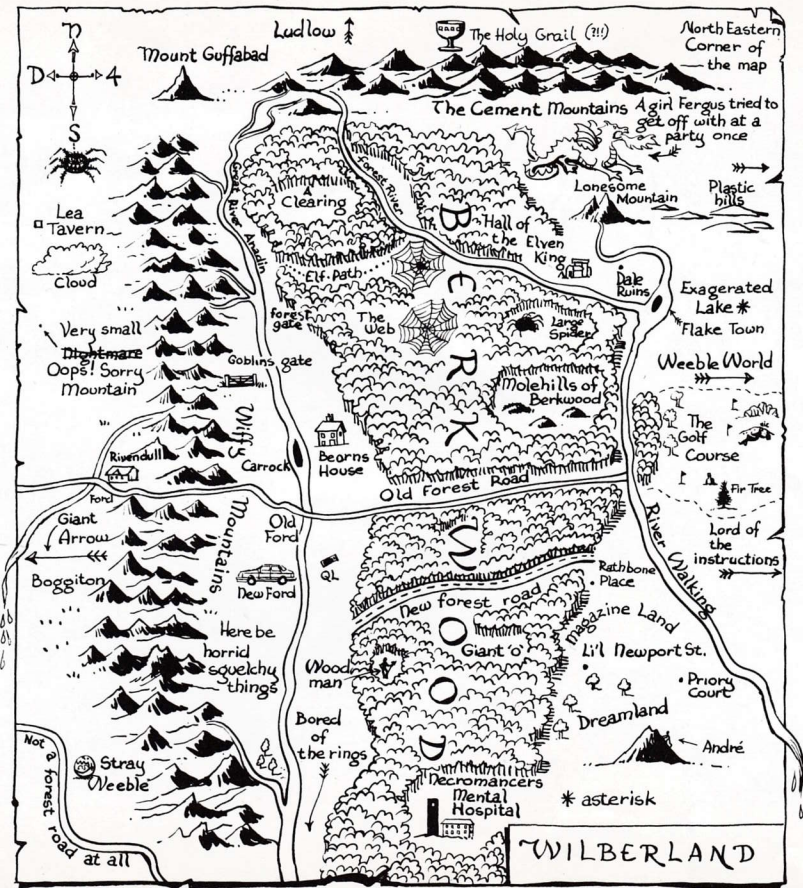 n
D
4
S
Ludlow
The Holy Grail (?!!)
North Eastern
Corner of
the map
Mount Guffabad
The Cement Mountains
A girl Fergus tried to
get off with at a
party once
Lonesome
Mountain
Plastic
hills
Lea
Tavern
Cloud
Great River Anadin
Clearing
Forest River
BERKWOOD
Hall of
the Elven
King
Elf-Path
Dale
Ruins
Exagerated
Lake *
Flake Town
forest
gate
The
Web
Large
Spider
Very small
Nightmare
Oops! Sorry
Mountain
Goblins gate
Weeble World
Molehills of
Berkwood
The
Golf
Course
Fir Tree
Wiffy
Mountains
Bearns
House
Carrock
Rivendull
Ford
Old Forest Road
Giant
Arrow
Old
Ford
River Walking
Lord of
the
instructions
Boggiton
New Ford
QL
Rathbone
Place
New forest road
Magazine Land
Here be
horrid
squelchy
things
Giant 'o'
Li'l Newport St.
Wood
man
Priory
Court
Dreamland
Bored
of the rings
André
Not a forest road at all
Stray
Weeble
Necromancers
Mental
Hospital
* asterisk
WILBERLAND